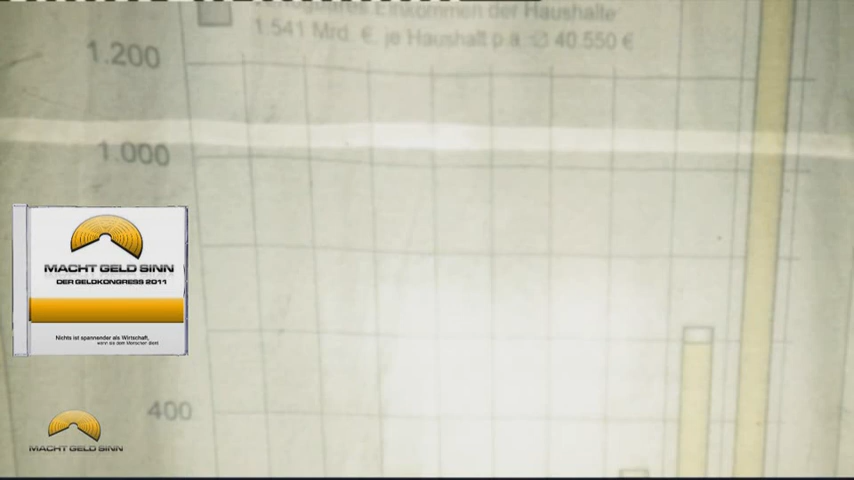 Einkommen der Haushalte
1.541 Mrd. €, je Haushalt p a ∅ 40.550 €
1.200
1.000
MACHT GELD SINN
DER GELDKONGRESS 2011
Nichts ist spannender als Wirtschaft,
wenn sie dem Menschen dient.
400
MACHT GELD SINN